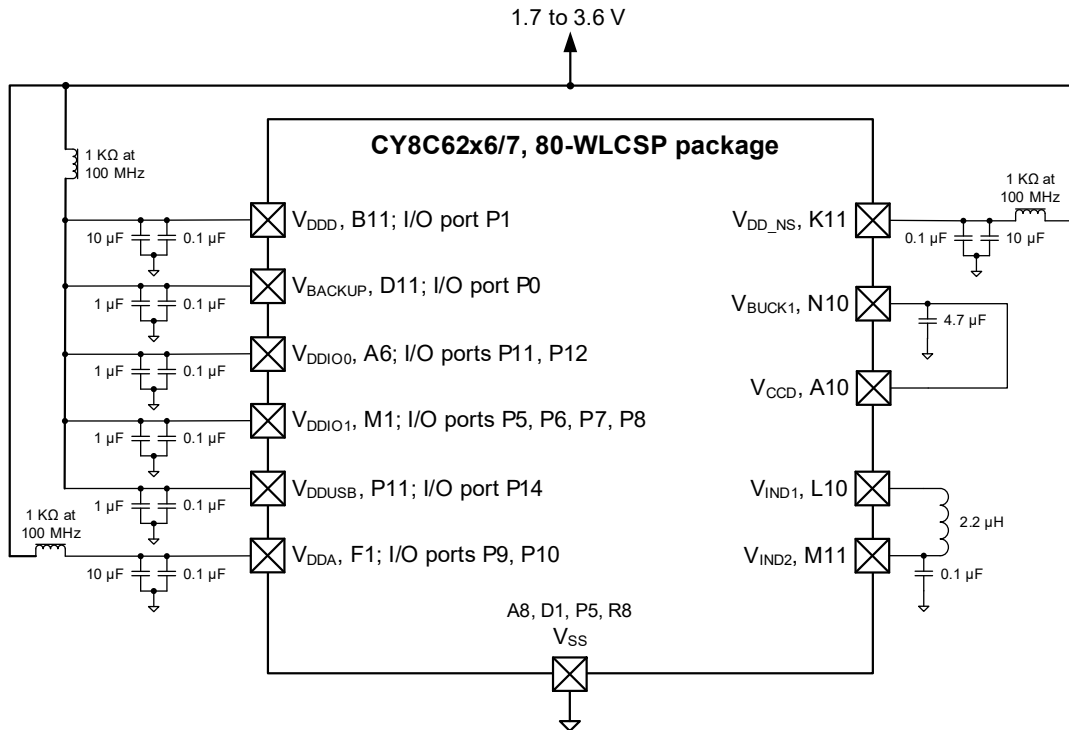 1.7 to 3.6 V
CY8C62x6/7, 80-WLCSP package
1 KΩ at
100 MHz
10 µF
0.1 µF
VDDD, B11; I/O port P1
1 µF
0.1 µF
VBACKUP, D11; I/O port P0
1 µF
0.1 µF
VDDIO0, A6; I/O ports P11, P12
1 µF
0.1 µF
VDDIO1, M1; I/O ports P5, P6, P7, P8
1 µF
0.1 µF
VDDUSB, P11; I/O port P14
1 KΩ at
100 MHz
10 µF
0.1 µF
VDDA, F1; I/O ports P9, P10
VDD_NS, K11
0.1 µF
10 µF
1 KΩ at
100 MHz
VBUCK1, N10
4.7 µF
VCCD, A10
VIND1, L10
2.2 µH
VIND2, M11
0.1 µF
A8, D1, P5, R8
VSS